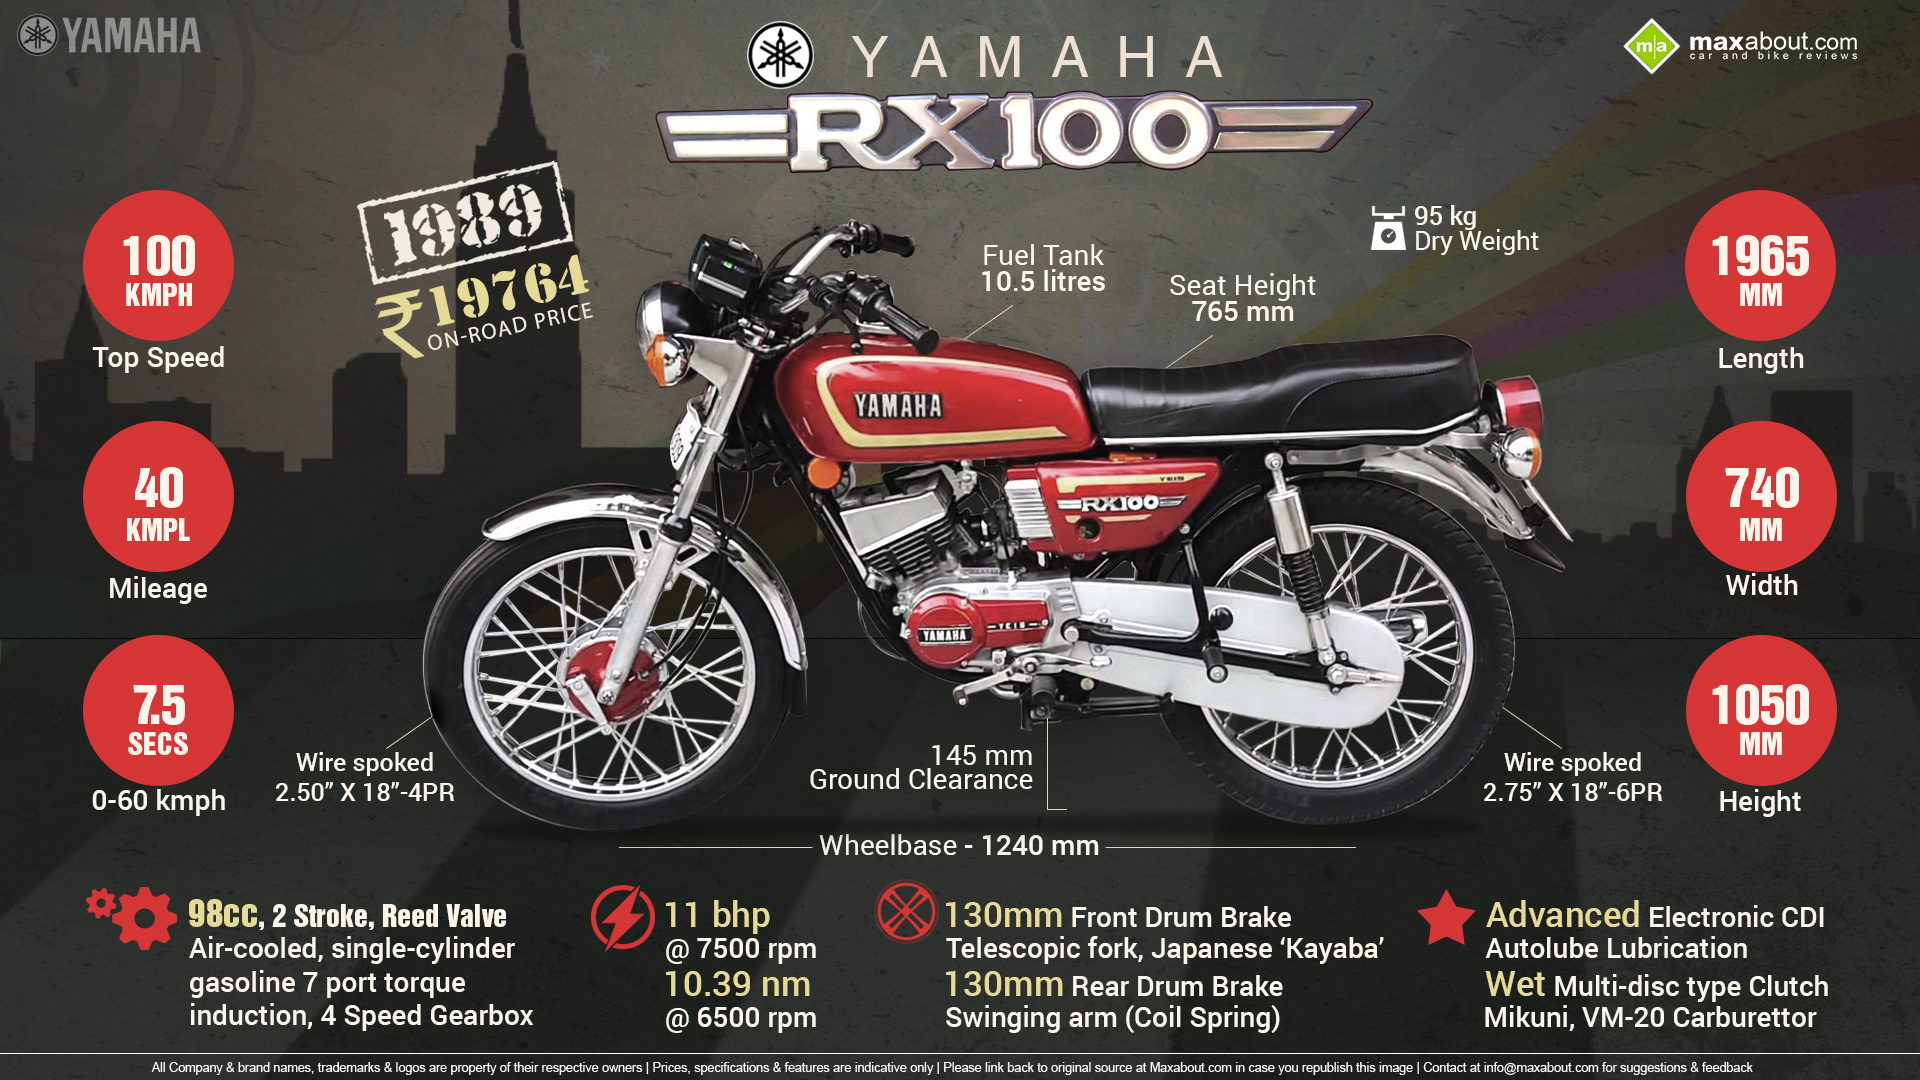 YAMAHA
YAMAHA
RX100
m|a maxabout.com
car and bike reviews
1989
₹19764
ON-ROAD PRICE
100
KMPH
Top Speed
40
KMPL
Mileage
7.5
SECS
0-60 kmph
Fuel Tank
10.5 litres
Seat Height
765 mm
95 kg
Dry Weight
1965
MM
Length
740
MM
Width
1050
MM
Height
YAMAHA
YEIS
RX100
YAMAHA
YEIS
Wire spoked
2.50” X 18”-4PR
145 mm
Ground Clearance
Wire spoked
2.75” X 18”-6PR
Wheelbase - 1240 mm
98cc, 2 Stroke, Reed Valve
Air-cooled, single-cylinder
gasoline 7 port torque
induction, 4 Speed Gearbox
11 bhp
@ 7500 rpm
10.39 nm
@ 6500 rpm
130mm Front Drum Brake
Telescopic fork, Japanese ‘Kayaba’
130mm Rear Drum Brake
Swinging arm (Coil Spring)
Advanced Electronic CDI
Autolube Lubrication
Wet Multi-disc type Clutch
Mikuni, VM-20 Carburettor
All Company & brand names, trademarks & logos are property of their respective owners | Prices, specifications & features are indicative only | Please link back to original source at Maxabout.com in case you republish this image | Contact at info@maxabout.com for suggestions & feedback